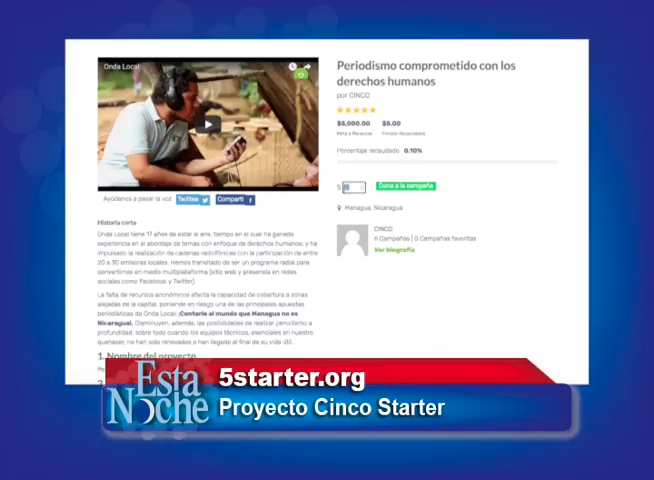 Onda Local
Periodismo comprometido con los
derechos humanos
por CINCO
$5,000.00
$5.00
Meta a Recaudar
Fondos Recaudados
Porcentaje recaudado 0.10%
$
Dona a la campaña
Managua, Nicaragua
CINCO
6 Campañas | 0 Campañas favoritas
Ver biografía
Ayúdanos a pasar la voz
Twittea
Comparti
Historia corta
Onda Local tiene 17 años de estar al aire, tiempo en el cual ha ganado
experiencia en el abordaje de temas con enfoque de derechos humanos; y ha
impulsado la realización de cadenas radiofónicas con la participación de entre
20 a 30 emisoras locales. Hemos transitado de ser un programa radial para
convertirnos en medio multiplataforma (sitio web y presencia en redes
sociales como Facebook y Twitter)
La falta de recursos económicos afecta la capacidad de cobertura a zonas
alejadas de la capital, poniendo en riesgo una de las principales apuestas
periodísticas de Onda Local: ¡Contarle al mundo que Managua no es
Nicaragua!. Disminuyen, además, las posibilidades de realizar periodismo a
profundidad: sobre todo cuando los equipos técnicos, esenciales en nuestro
quehacer, no han sido renovados o han llegado al final de su vida útil.
1. Nombre del proyecto
Esta
Noche
5starter.org
Proyecto Cinco Starter